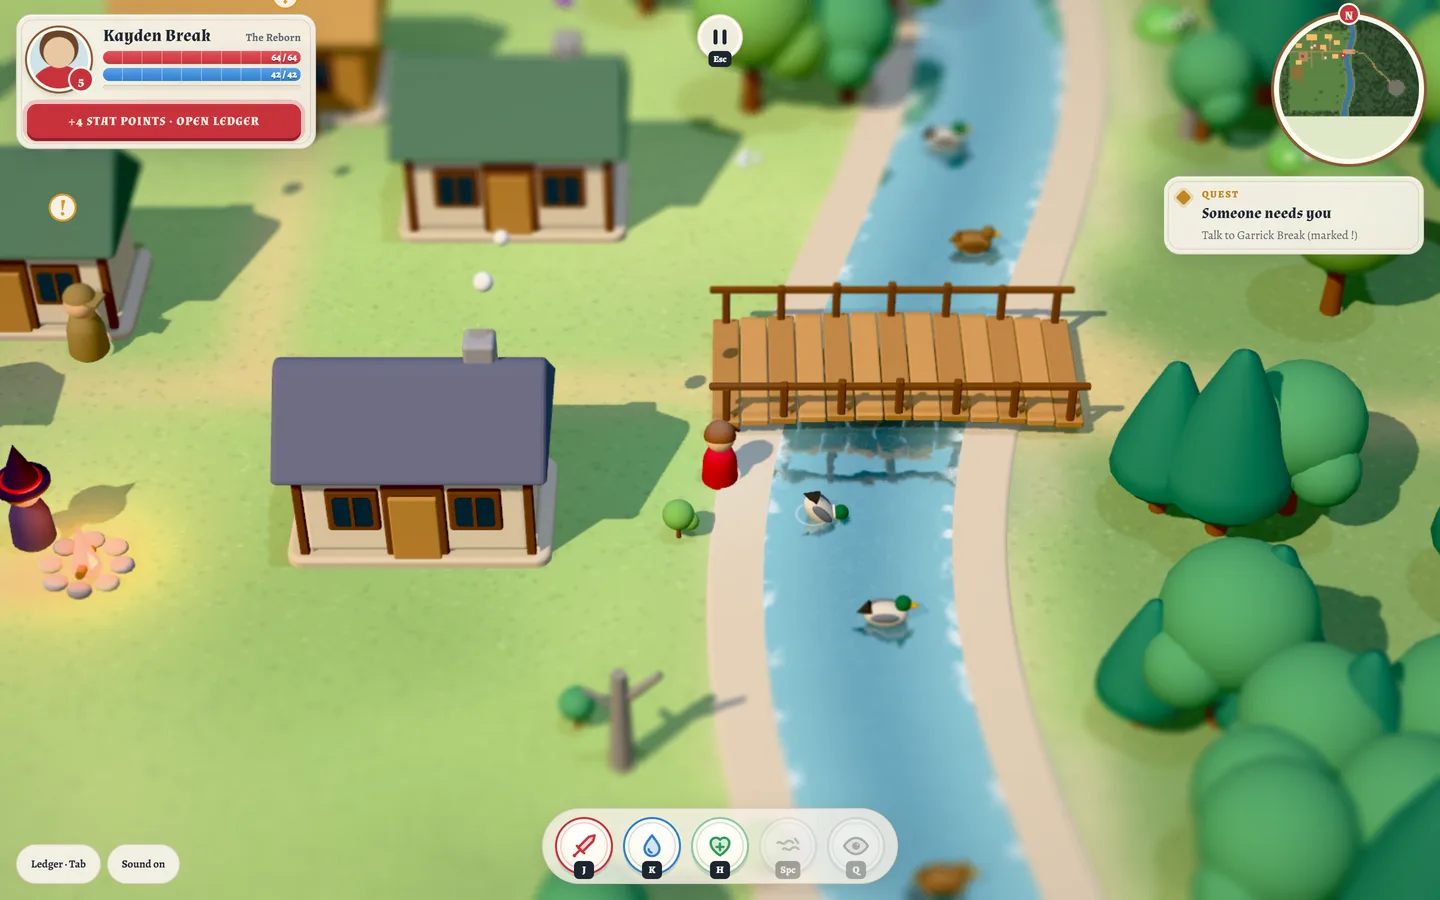 Kayden Break
The Reborn
64 / 64
42 / 42
5
+4 STAT POINTS · OPEN LEDGER
Esc
N
QUEST
Someone needs you
Talk to Garrick Break (marked !)
!
J
K
H
Spc
Q
Ledger · Tab
Sound on